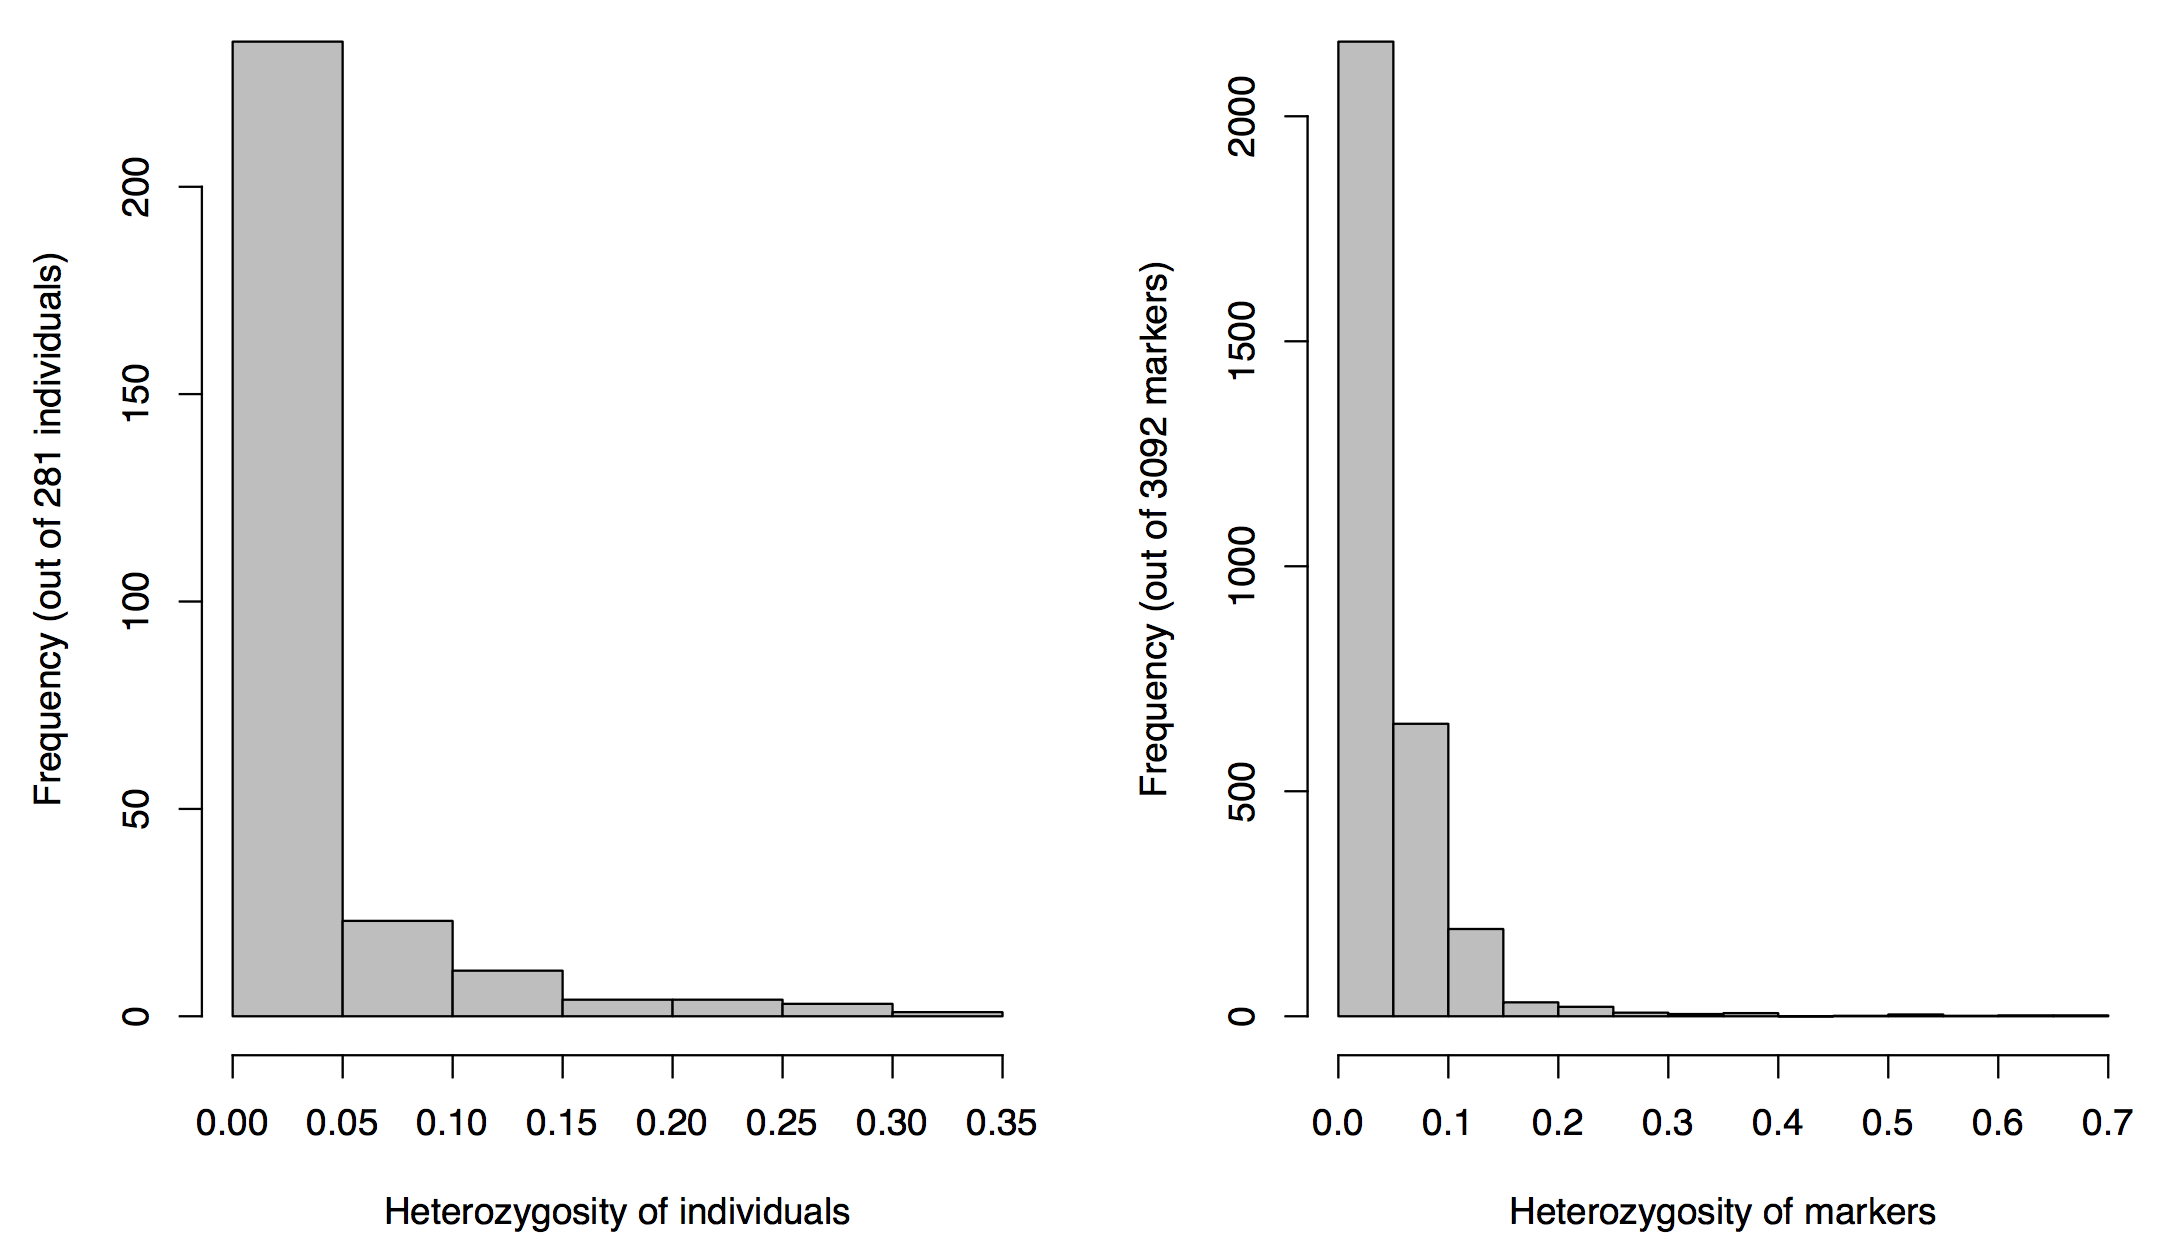 Frequency (out of 281 individuals)
200
150
100
50
0
0.00 0.05 0.10 0.15 0.20 0.25 0.30 0.35
Heterozygosity of individuals
Frequency (out of 3092 markers)
2000
1500
1000
500
0
0.0 0.1 0.2 0.3 0.4 0.5 0.6 0.7
Heterozygosity of markers